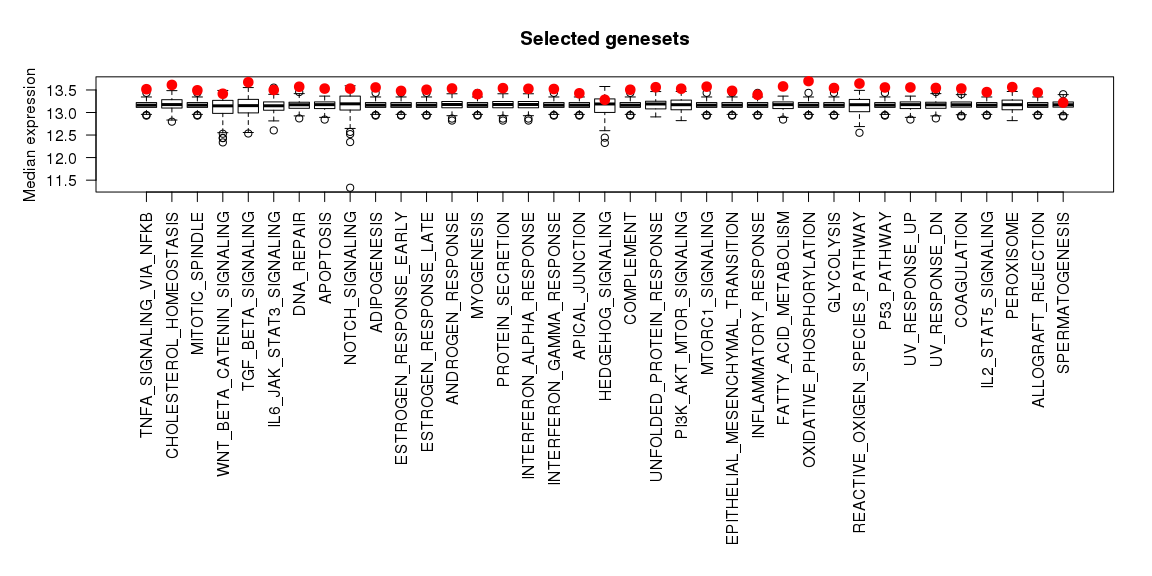 Selected genesets
Median expression
13.5
13.0
12.5
12.0
11.5
TNFA_SIGNALING_VIA_NFKB
CHOLESTEROL_HOMEOSTASIS
MITOTIC_SPINDLE
WNT_BETA_CATENIN_SIGNALING
TGF_BETA_SIGNALING
IL6_JAK_STAT3_SIGNALING
DNA_REPAIR
APOPTOSIS
NOTCH_SIGNALING
ADIPOGENESIS
ESTROGEN_RESPONSE_EARLY
ESTROGEN_RESPONSE_LATE
ANDROGEN_RESPONSE
MYOGENESIS
PROTEIN_SECRETION
INTERFERON_ALPHA_RESPONSE
INTERFERON_GAMMA_RESPONSE
APICAL_JUNCTION
HEDGEHOG_SIGNALING
COMPLEMENT
UNFOLDED_PROTEIN_RESPONSE
PI3K_AKT_MTOR_SIGNALING
MTORC1_SIGNALING
EPITHELIAL_MESENCHYMAL_TRANSITION
INFLAMMATORY_RESPONSE
FATTY_ACID_METABOLISM
OXIDATIVE_PHOSPHORYLATION
GLYCOLYSIS
REACTIVE_OXIGEN_SPECIES_PATHWAY
P53_PATHWAY
UV_RESPONSE_UP
UV_RESPONSE_DN
COAGULATION
IL2_STAT5_SIGNALING
PEROXISOME
ALLOGRAFT_REJECTION
SPERMATOGENESIS